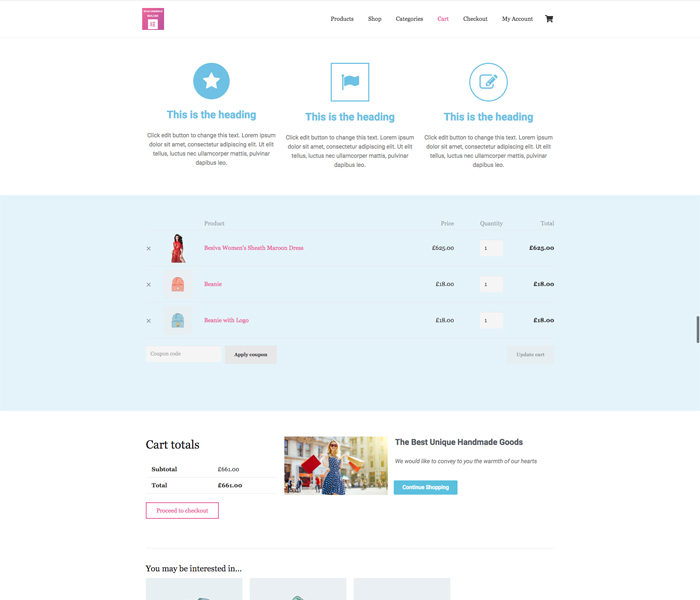 Products Shop Categories Cart Checkout My Account
This is the heading
Click edit button to change this text. Lorem ipsum
dolor sit amet, consectetur adipiscing elit. Ut elit
tellus, luctus nec ullamcorper mattis, pulvinar
dapibus leo.
This is the heading
Click edit button to change this text. Lorem ipsum
dolor sit amet, consectetur adipiscing elit. Ut elit
tellus, luctus nec ullamcorper mattis, pulvinar
dapibus leo.
This is the heading
Click edit button to change this text. Lorem ipsum
dolor sit amet, consectetur adipiscing elit. Ut elit
tellus, luctus nec ullamcorper mattis, pulvinar
dapibus leo.
Product Price Quantity Total
× Besiva Women's Sheath Maroon Dress £625.00 1 £625.00
× Beanie £18.00 1 £18.00
× Beanie with Logo £18.00 1 £18.00
Coupon code Apply coupon Update cart
Cart totals
Subtotal £661.00
Total £661.00
Proceed to checkout
The Best Unique Handmade Goods
We would like to convey to you the warmth of our hearts
Continue Shopping
You may be interested in...